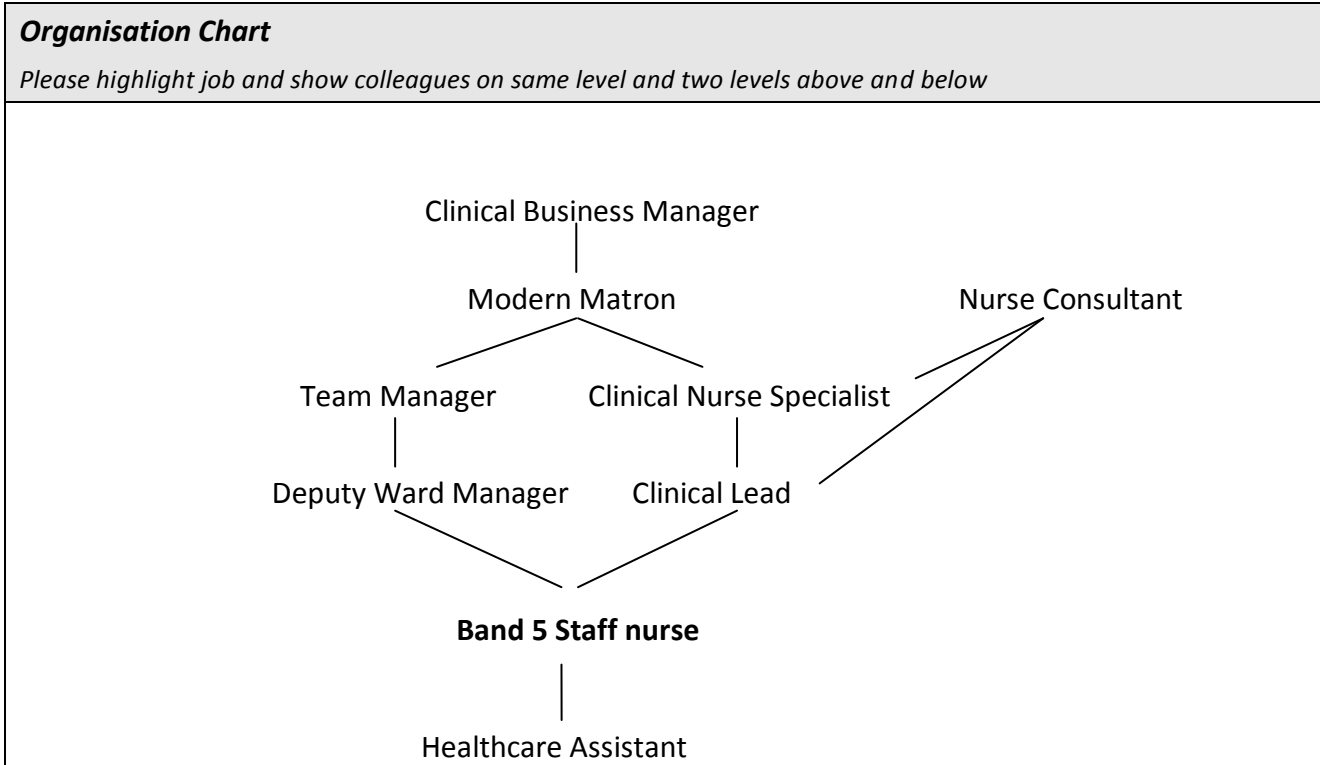 Organisation Chart
Please highlight job and show colleagues on same level and two levels above and below
Clinical Business Manager
Modern Matron
Nurse Consultant
Team Manager
Clinical Nurse Specialist
Deputy Ward Manager
Clinical Lead
Band 5 Staff nurse
Healthcare Assistant